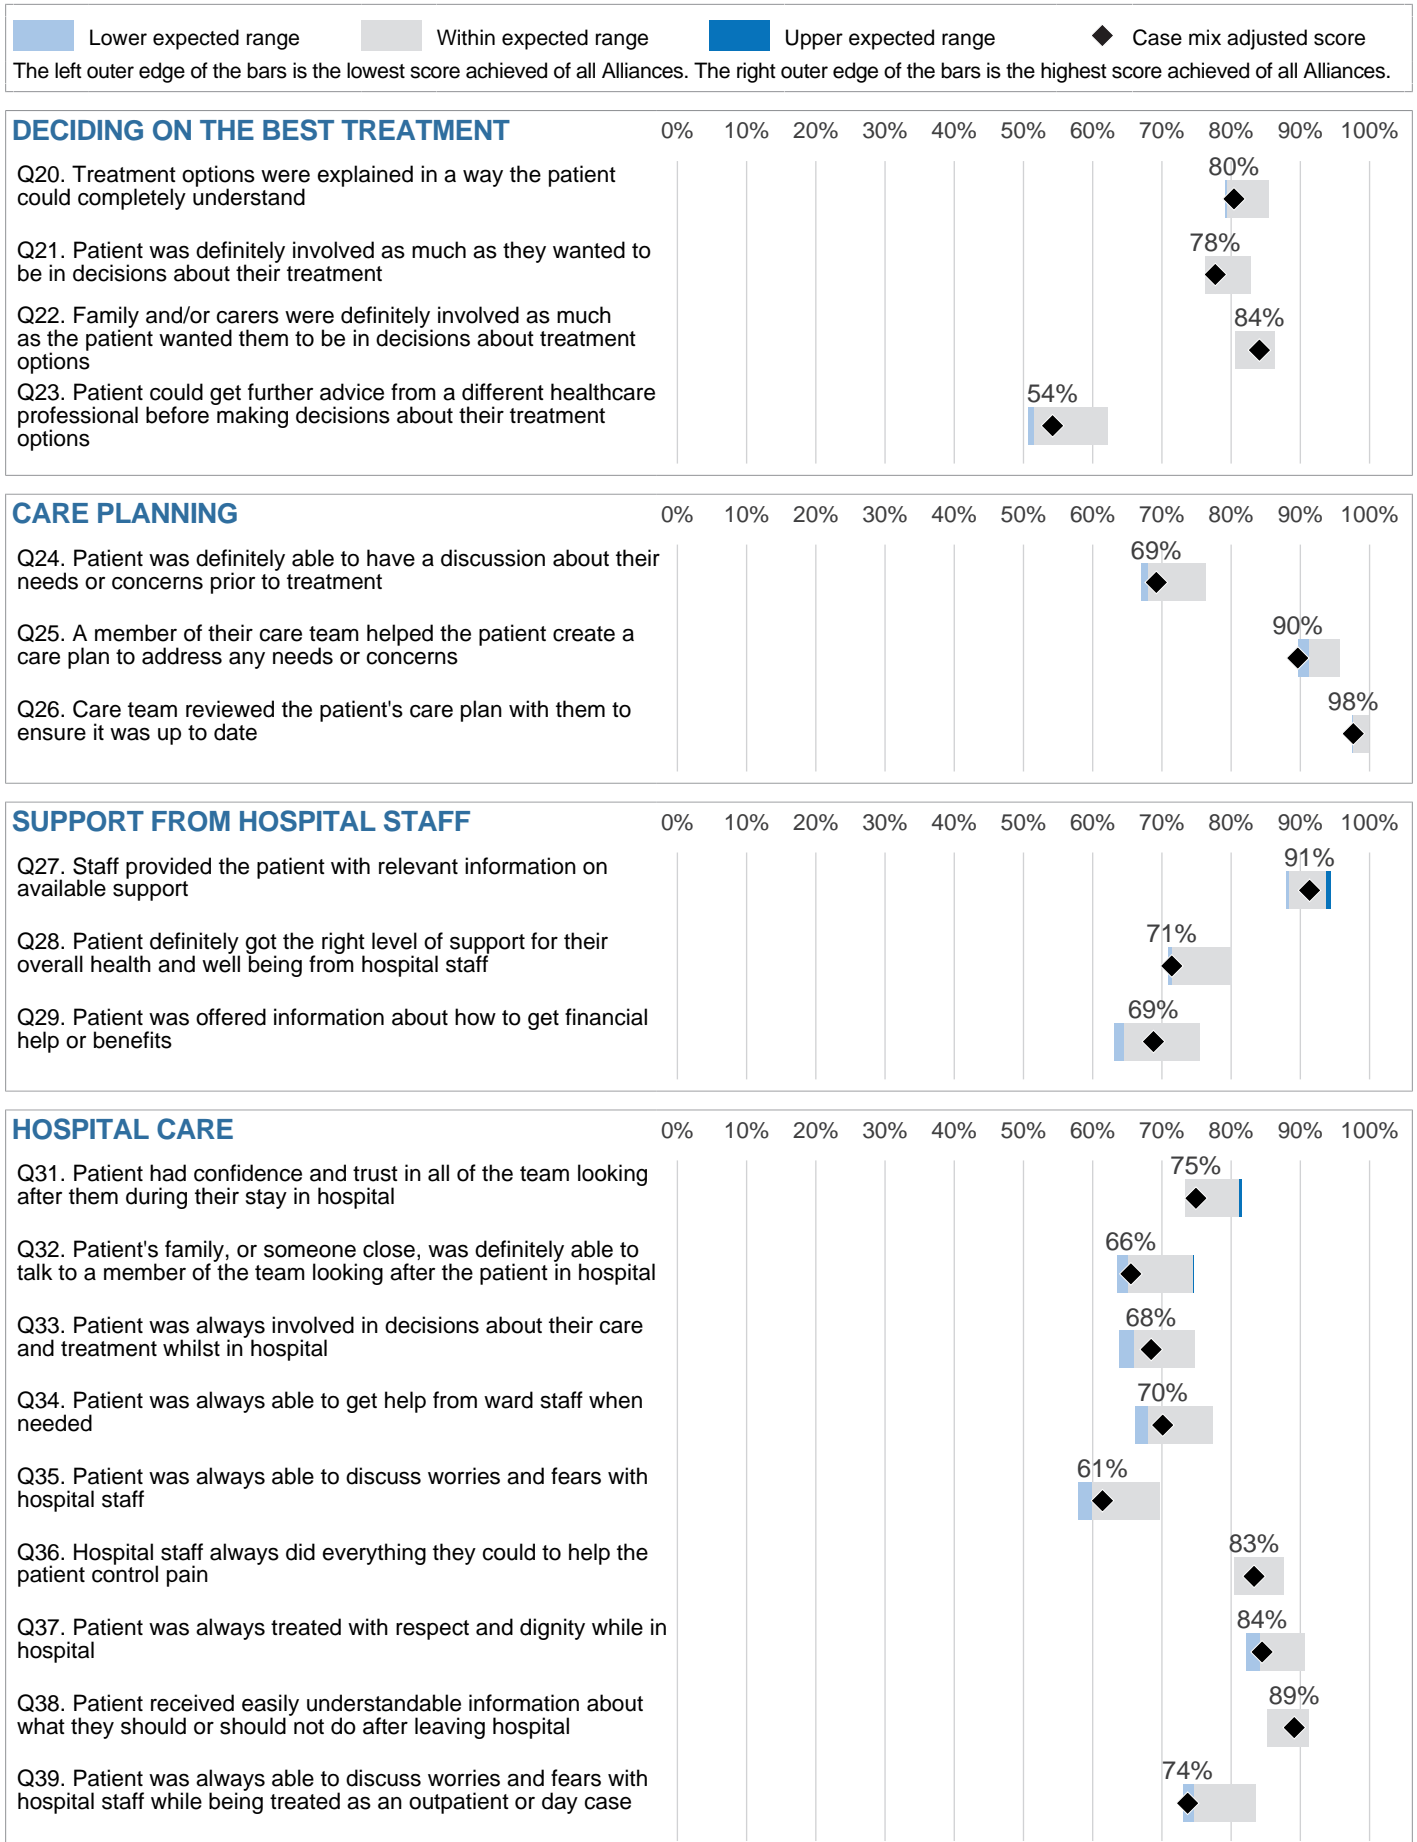 Lower expected range Within expected range Upper expected range Case mix adjusted score
The left outer edge of the bars is the lowest score achieved of all Alliances. The right outer edge of the bars is the highest score achieved of all Alliances.
DECIDING ON THE BEST TREATMENT 0% 10% 20% 30% 40% 50% 60% 70% 80% 90% 100%
80%
Q20. Treatment options were explained in a way the patient
could completely understand
78%
Q21. Patient was definitely involved as much as they wanted to
be in decisions about their treatment
84%
Q22. Family and/or carers were definitely involved as much
as the patient wanted them to be in decisions about treatment
options
54%
Q23. Patient could get further advice from a different healthcare
professional before making decisions about their treatment
options
CARE PLANNING 0% 10% 20% 30% 40% 50% 60% 70% 80% 90% 100%
69%
Q24. Patient was definitely able to have a discussion about their
needs or concerns prior to treatment
90%
Q25. A member of their care team helped the patient create a
care plan to address any needs or concerns
98%
Q26. Care team reviewed the patient's care plan with them to
ensure it was up to date
SUPPORT FROM HOSPITAL STAFF 0% 10% 20% 30% 40% 50% 60% 70% 80% 90% 100%
91%
Q27. Staff provided the patient with relevant information on
available support
71%
Q28. Patient definitely got the right level of support for their
overall health and well being from hospital staff
69%
Q29. Patient was offered information about how to get financial
help or benefits
HOSPITAL CARE 0% 10% 20% 30% 40% 50% 60% 70% 80% 90% 100%
75%
Q31. Patient had confidence and trust in all of the team looking
after them during their stay in hospital
66%
Q32. Patient's family, or someone close, was definitely able to
talk to a member of the team looking after the patient in hospital
68%
Q33. Patient was always involved in decisions about their care
and treatment whilst in hospital
70%
Q34. Patient was always able to get help from ward staff when
needed
61%
Q35. Patient was always able to discuss worries and fears with
hospital staff
83%
Q36. Hospital staff always did everything they could to help the
patient control pain
84%
Q37. Patient was always treated with respect and dignity while in
hospital
89%
Q38. Patient received easily understandable information about
what they should or should not do after leaving hospital
74%
Q39. Patient was always able to discuss worries and fears with
hospital staff while being treated as an outpatient or day case